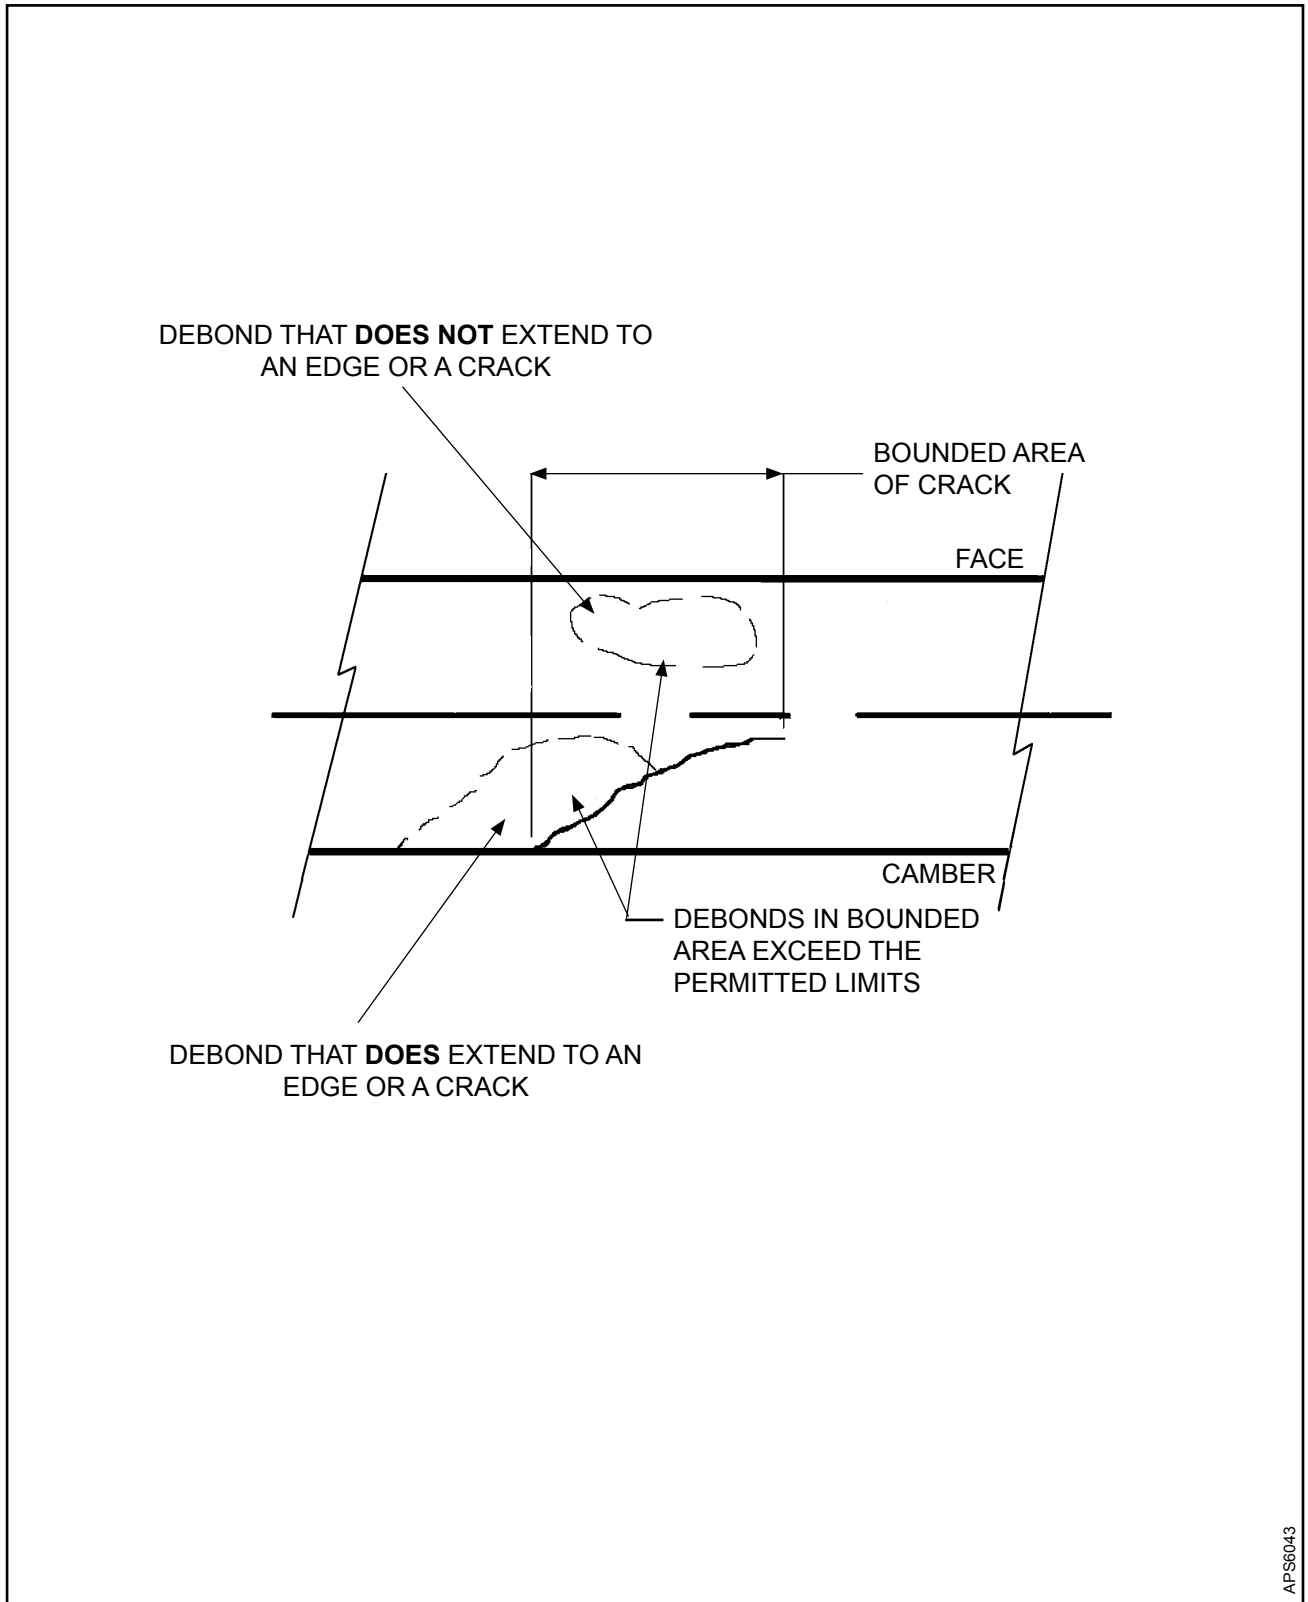 DEBOND THAT DOES NOT EXTEND TO
AN EDGE OR A CRACK
BOUNDED AREA
OF CRACK
FACE
CAMBER
DEBONDS IN BOUNDED
AREA EXCEED THE
PERMITTED LIMITS
DEBOND THAT DOES EXTEND TO AN
EDGE OR A CRACK
APS6043